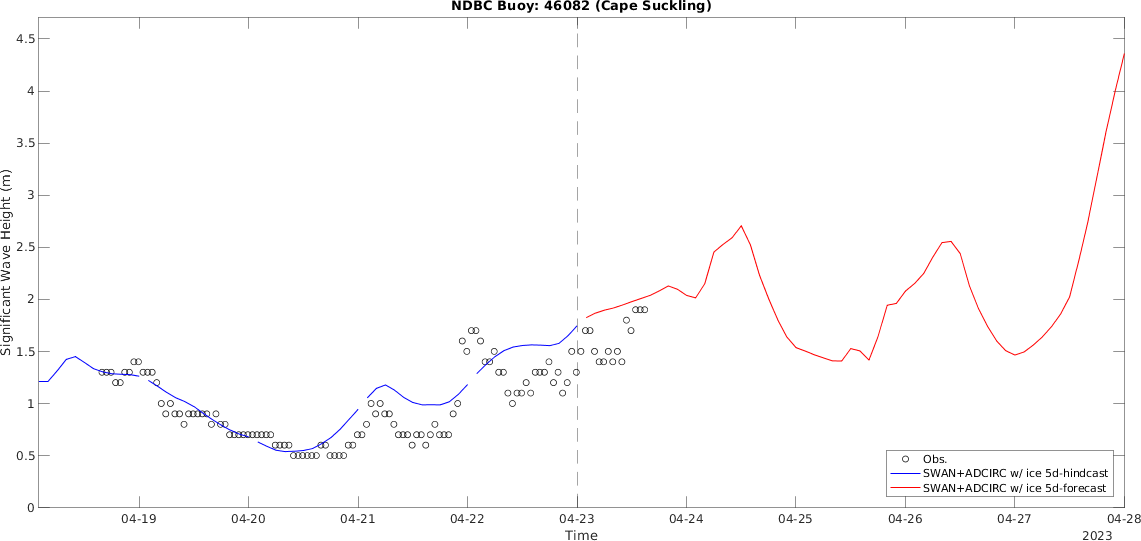 NDBC Buoy: 46082 (Cape Suckling)
4.5
4
3.5
3
2.5
2
1.5
1
0.5
0
Significant Wave Height (m)
Obs.
SWAN+ADCIRC w/ ice 5d-hindcast
SWAN+ADCIRC w/ ice 5d-forecast
04-19 04-20 04-21 04-22 04-23 04-24 04-25 04-26 04-27 04-28
Time
2023